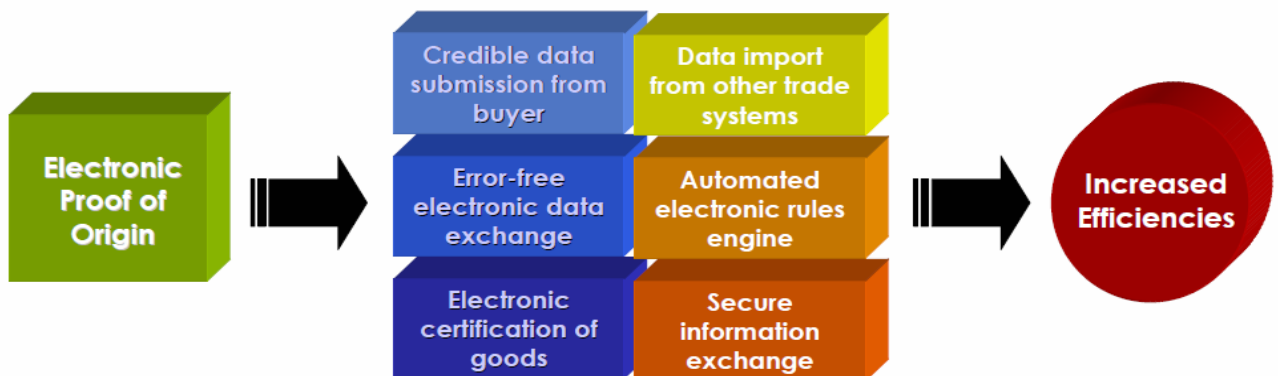 Electronic
Proof of
Origin
Credible data
submission from
buyer
Data import
from other trade
systems
Error-free
electronic data
exchange
Automated
electronic rules
engine
Electronic
certification of
goods
Secure
information
exchange
Increased
Efficiencies